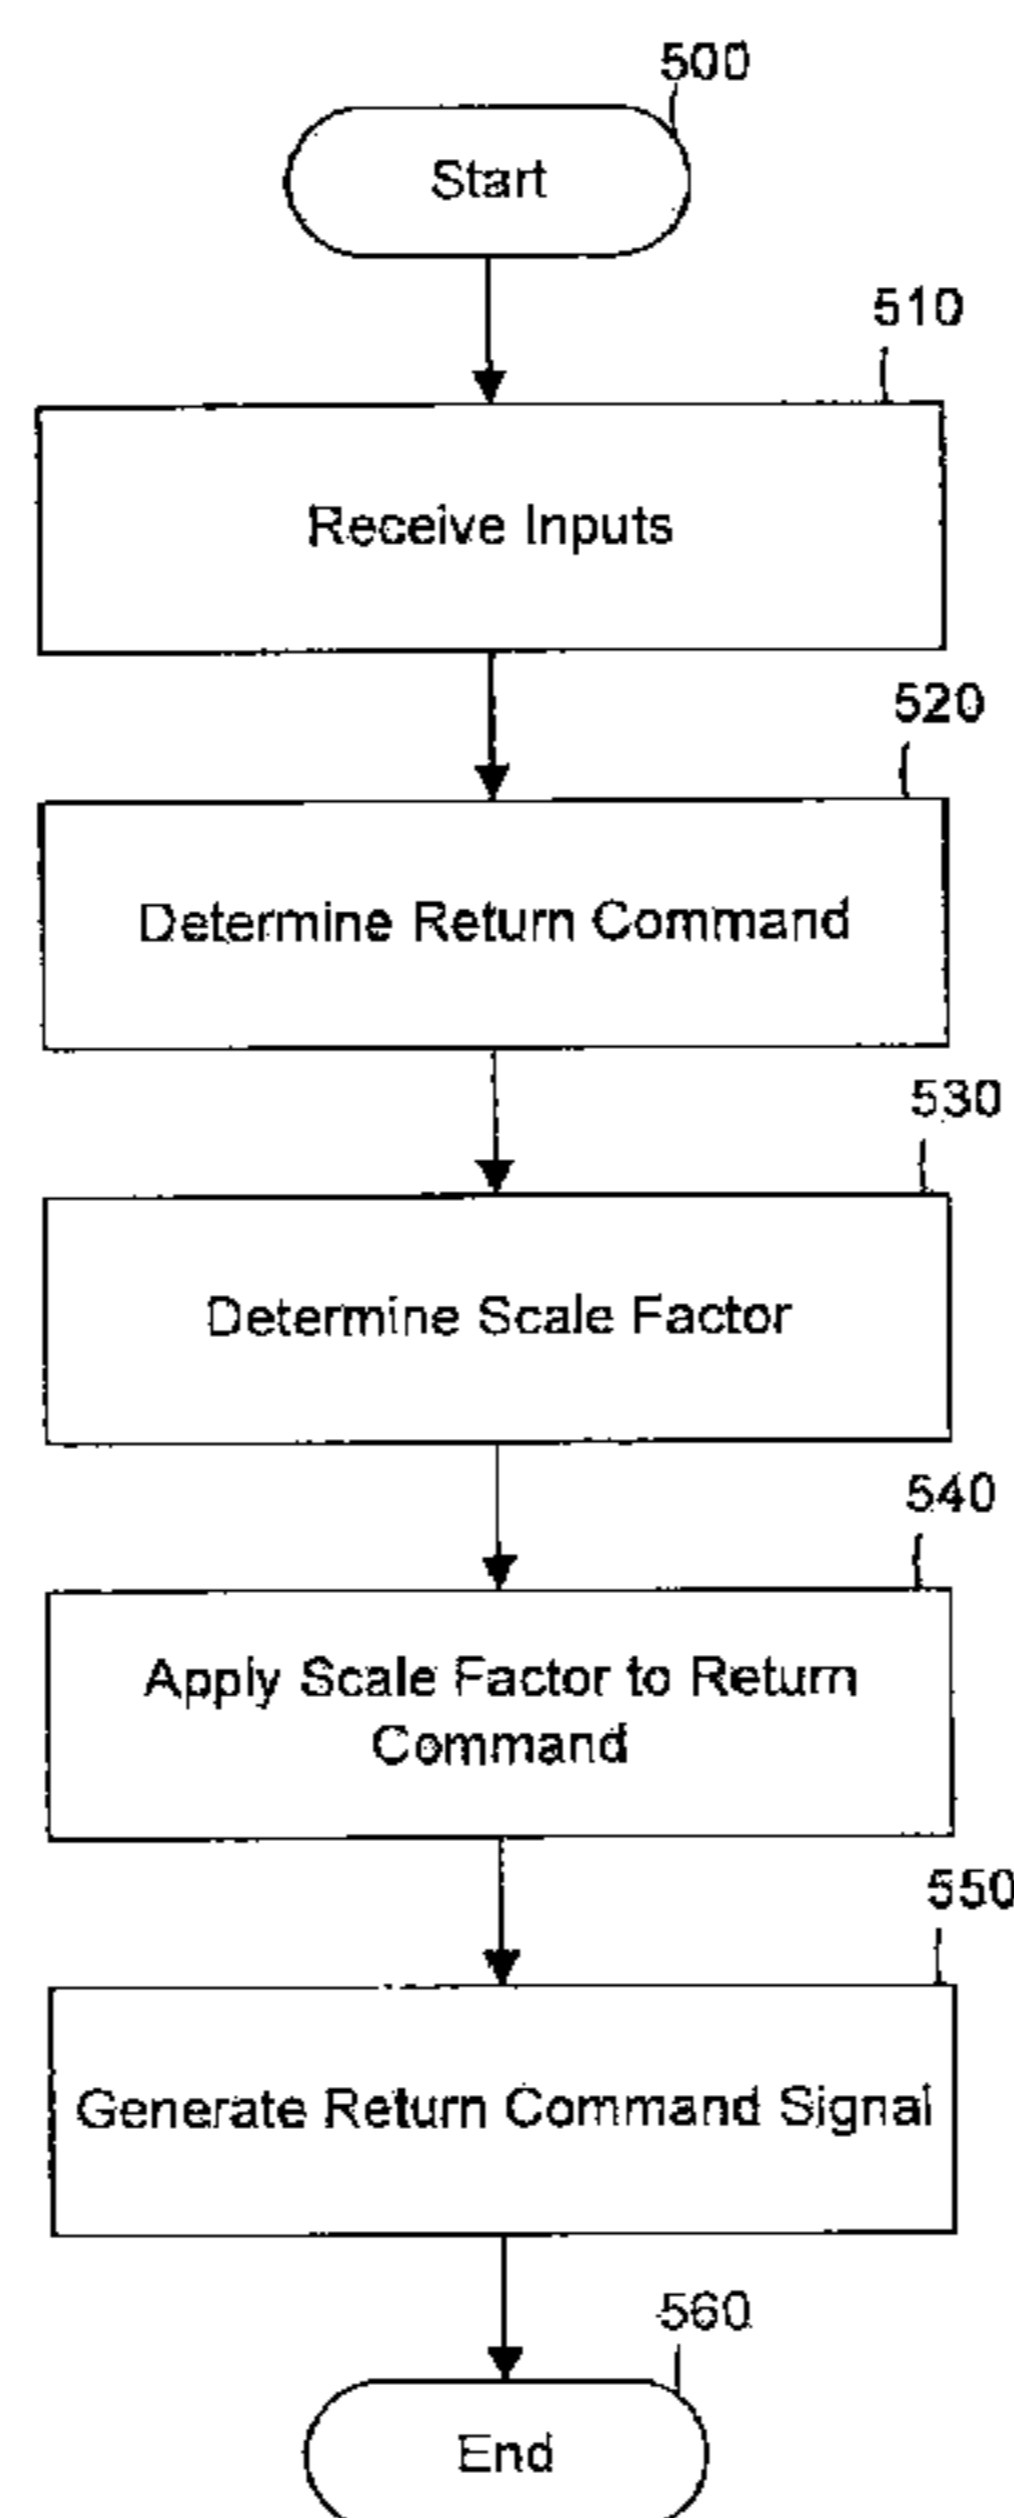 500
Start
510
Receive Inputs
520
Determine Return Command
530
Determine Scale Factor
540
Apply Scale Factor to Return
Command
550
Generate Return Command Signal
560
End